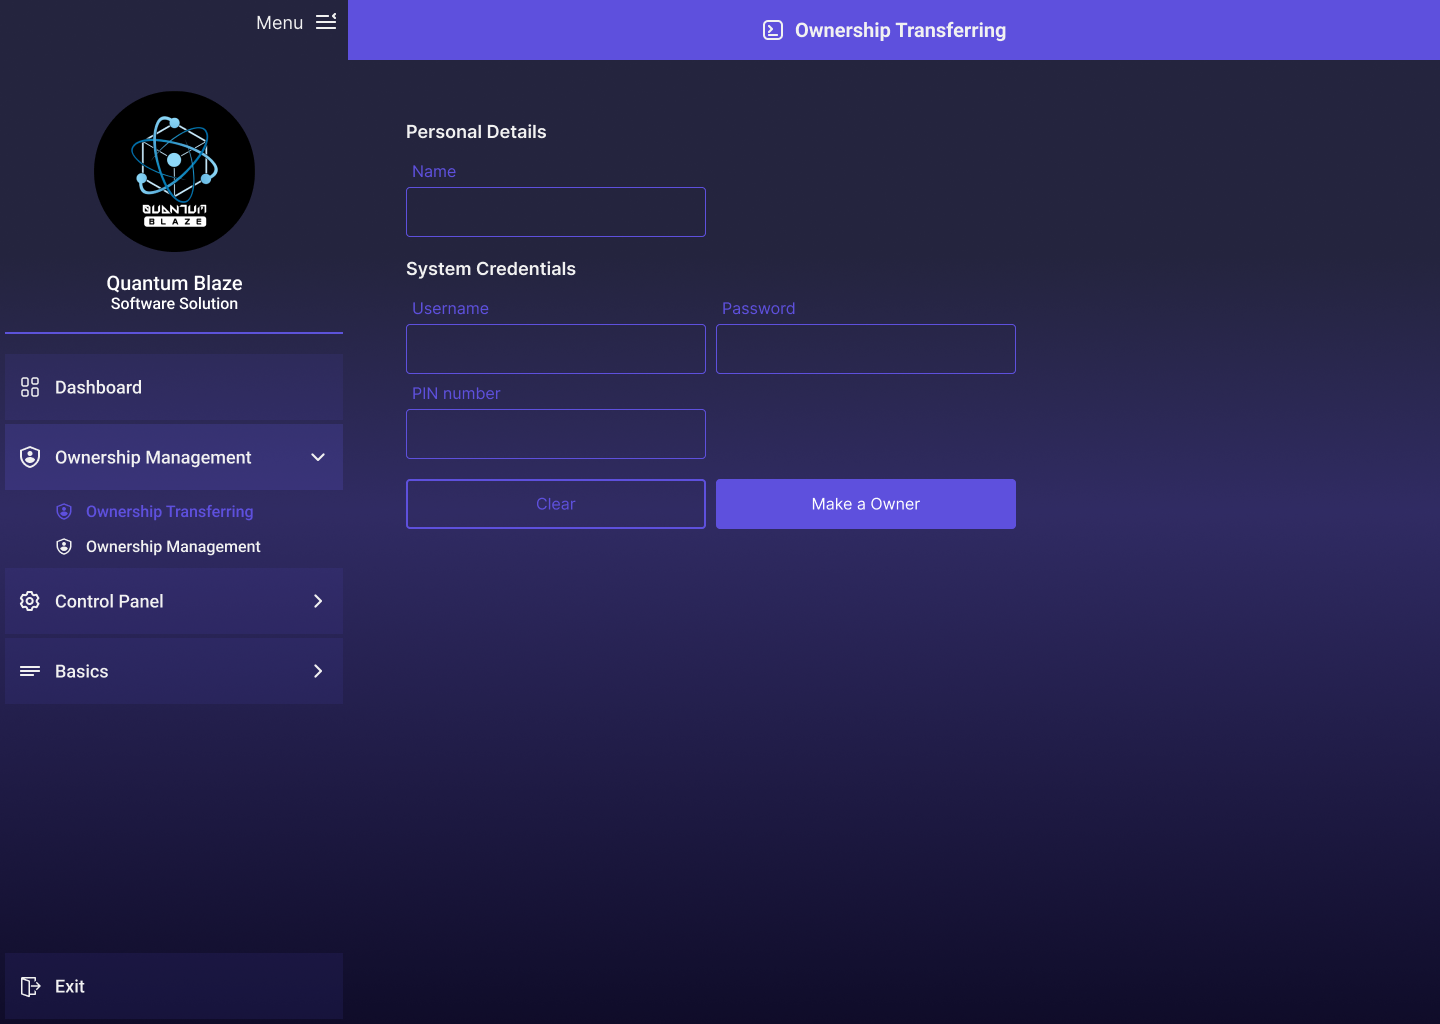 Menu
Ownership Transferring
QUANTUM
BLAZE
Quantum Blaze
Software Solution
Dashboard
Ownership Management
Ownership Transferring
Ownership Management
Control Panel
Basics
Exit
Personal Details
Name
System Credentials
Username
Password
PIN number
Clear
Make a Owner